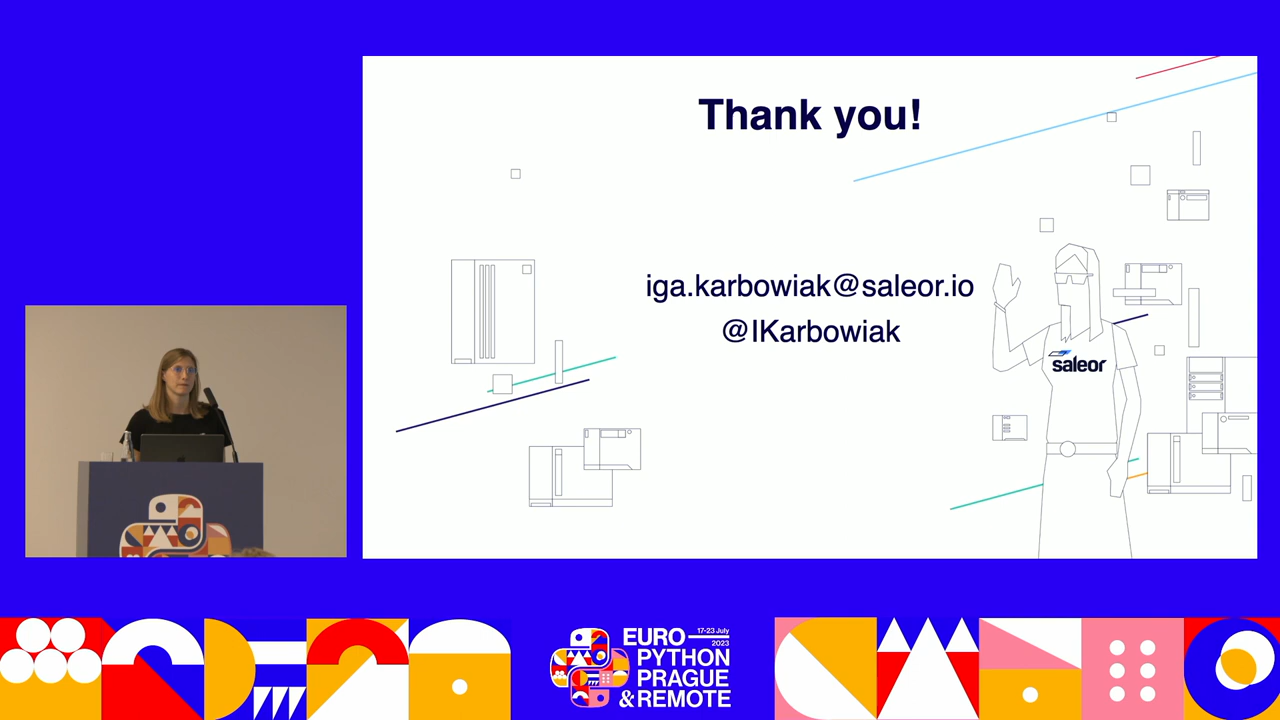 Thank you!
iga.karbowiak@saleor.io
@IKarbowiak
saleor
EURO
17-23 July
2023
PYTHON
PRAGUE
& REMOTE